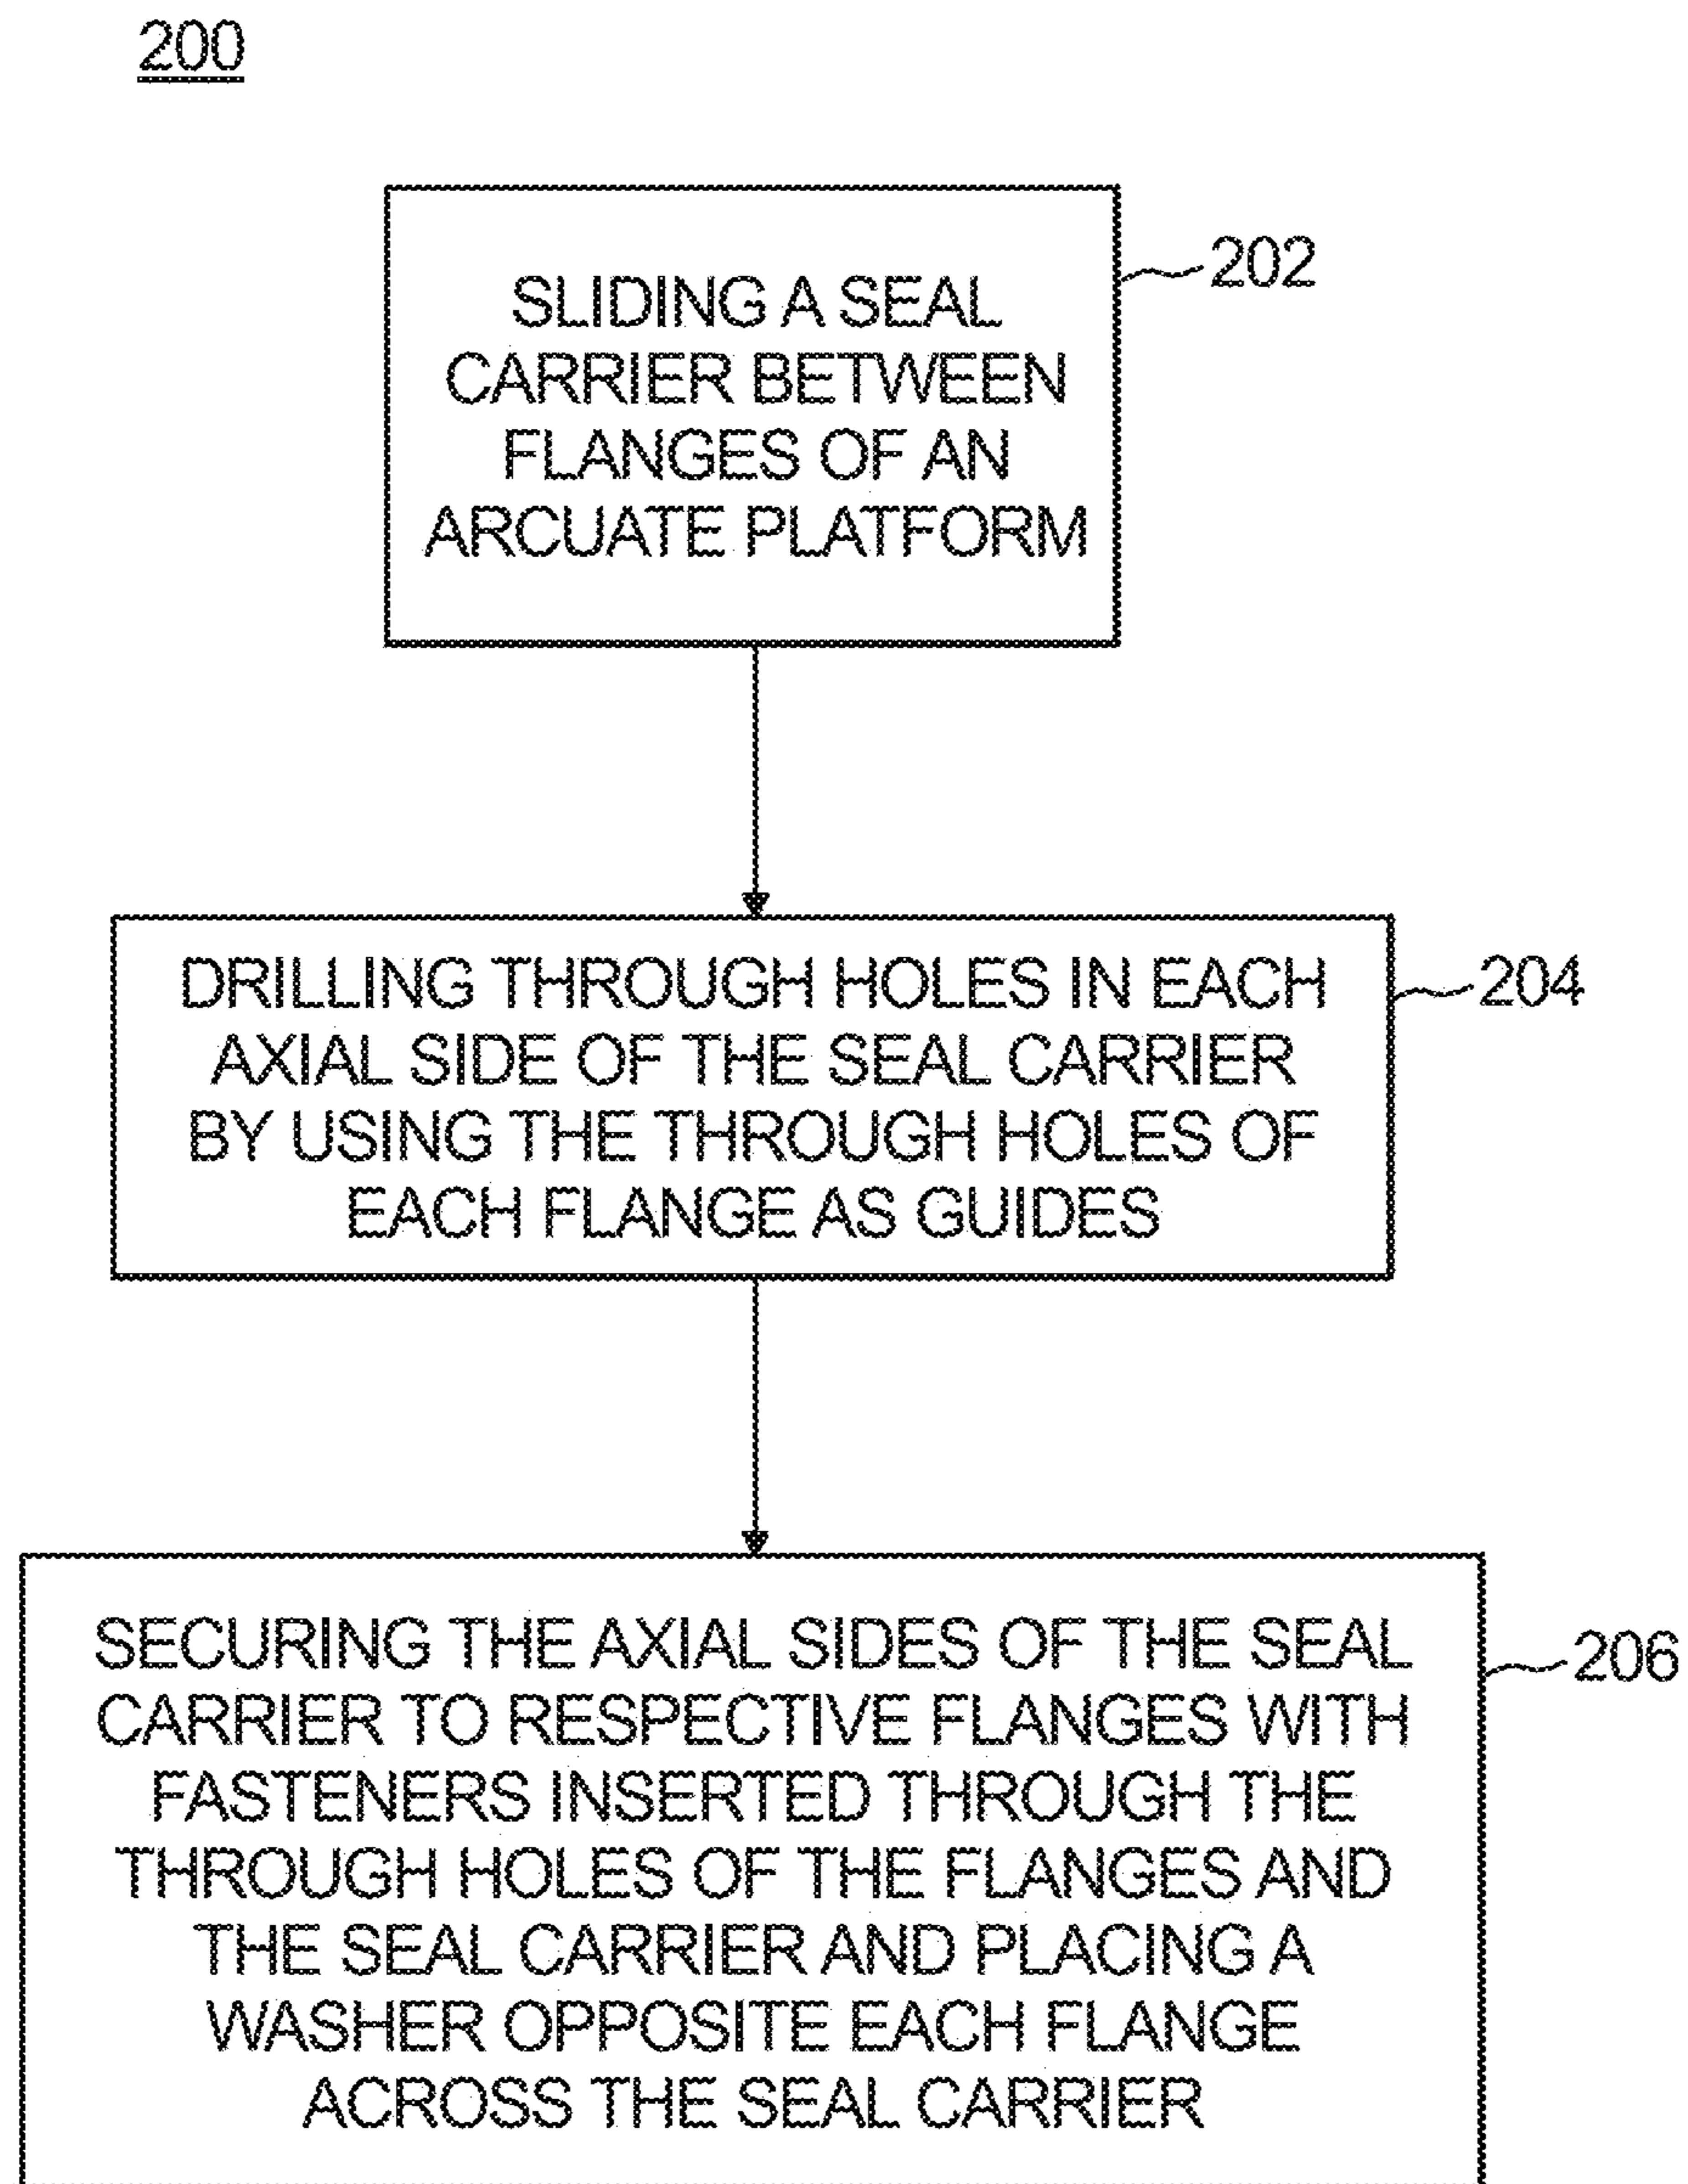 200
SLIDING A SEAL
CARRIER BETWEEN
FLANGES OF AN
ARCUATE PLATFORM
202
DRILLING THROUGH HOLES IN EACH
AXIAL SIDE OF THE SEAL CARRIER
BY USING THE THROUGH HOLES OF
EACH FLANGE AS GUIDES
204
SECURING THE AXIAL SIDES OF THE SEAL
CARRIER TO RESPECTIVE FLANGES WITH
FASTENERS INSERTED THROUGH THE
THROUGH HOLES OF THE FLANGES AND
THE SEAL CARRIER AND PLACING A
WASHER OPPOSITE EACH FLANGE
ACROSS THE SEAL CARRIER
206